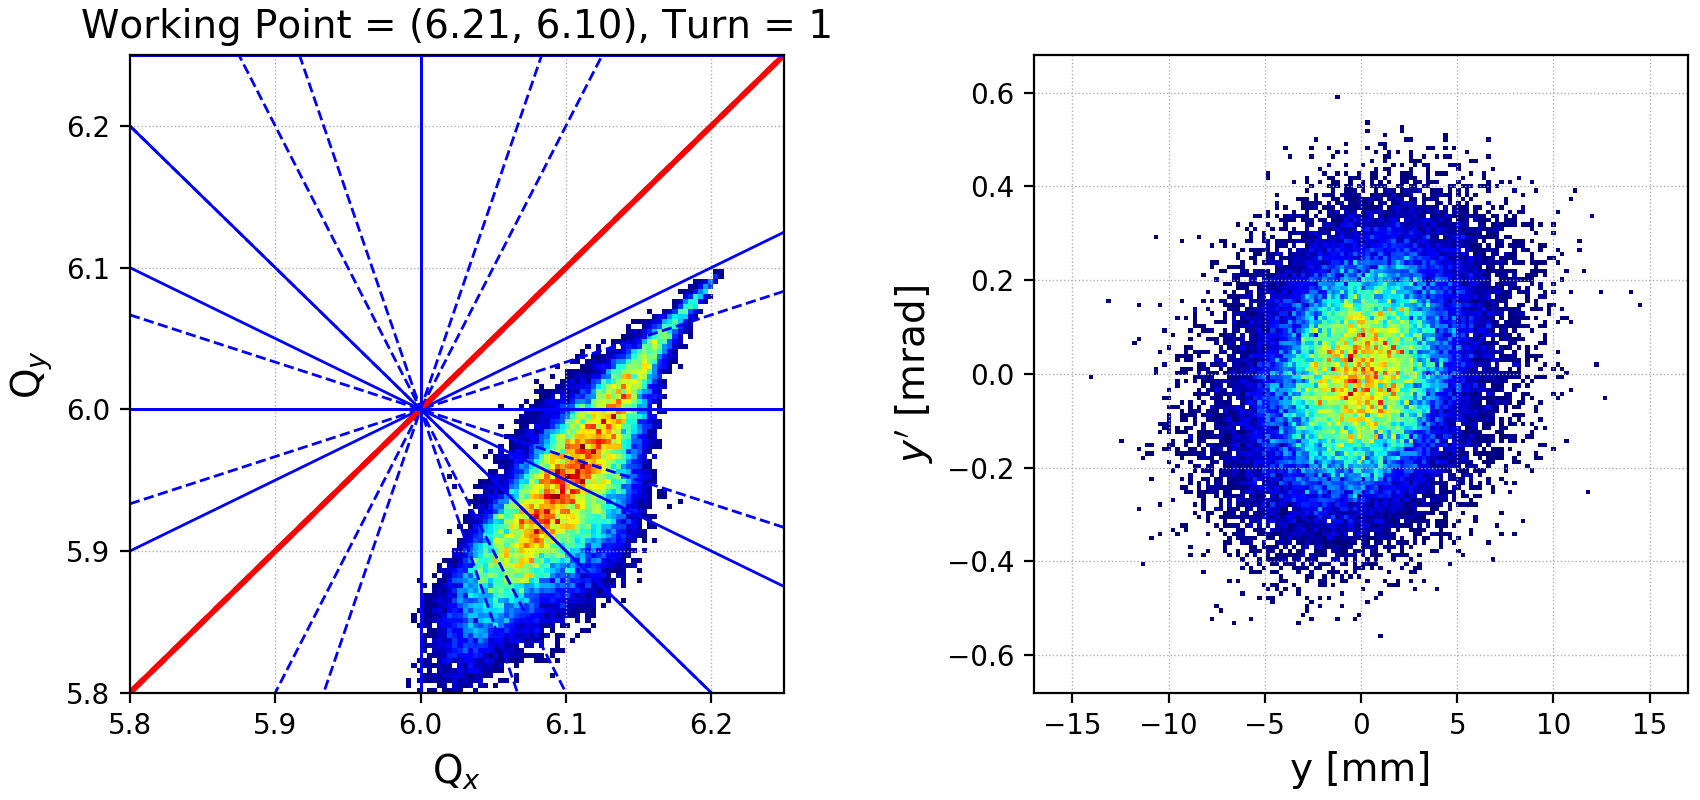 Working Point = (6.21, 6.10), Turn = 1
Q_y
6.2
6.1
6.0
5.9
5.8
5.8 5.9 6.0 6.1 6.2
Q_x
y′ [mrad]
0.6
0.4
0.2
0.0
−0.2
−0.4
−0.6
−15 −10 −5 0 5 10 15
y [mm]